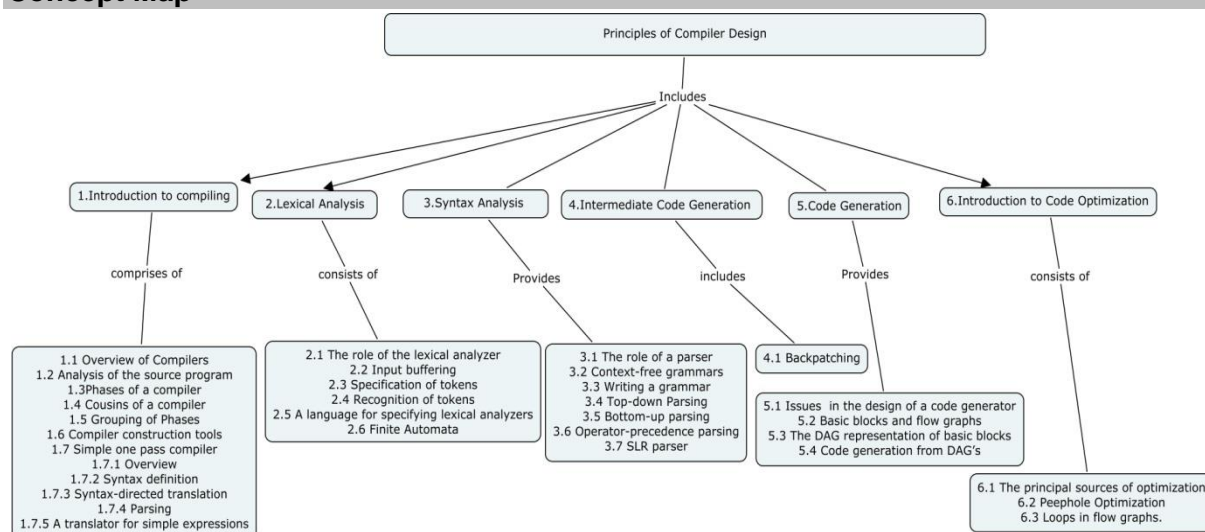 Concept Map
Principles of Compiler Design
Includes
1.Introduction to compiling
2.Lexical Analysis
3.Syntax Analysis
4.Intermediate Code Generation
5.Code Generation
6.Introduction to Code Optimization
comprises of
consists of
Provides
includes
Provides
consists of
1.1 Overview of Compilers
1.2 Analysis of the source program
1.3Phases of a compiler
1.4 Cousins of a compiler
1.5 Grouping of Phases
1.6 Compiler construction tools
1.7 Simple one pass compiler
1.7.1 Overview
1.7.2 Syntax definition
1.7.3 Syntax-directed translation
1.7.4 Parsing
1.7.5 A translator for simple expressions
2.1 The role of the lexical analyzer
2.2 Input buffering
2.3 Specification of tokens
2.4 Recognition of tokens
2.5 A language for specifying lexical analyzers
2.6 Finite Automata
3.1 The role of a parser
3.2 Context-free grammars
3.3 Writing a grammar
3.4 Top-down Parsing
3.5 Bottom-up parsing
3.6 Operator-precedence parsing
3.7 SLR parser
4.1 Backpatching
5.1 Issues in the design of a code generator
5.2 Basic blocks and flow graphs
5.3 The DAG representation of basic blocks
5.4 Code generation from DAG's
6.1 The principal sources of optimization
6.2 Peephole Optimization
6.3 Loops in flow graphs.